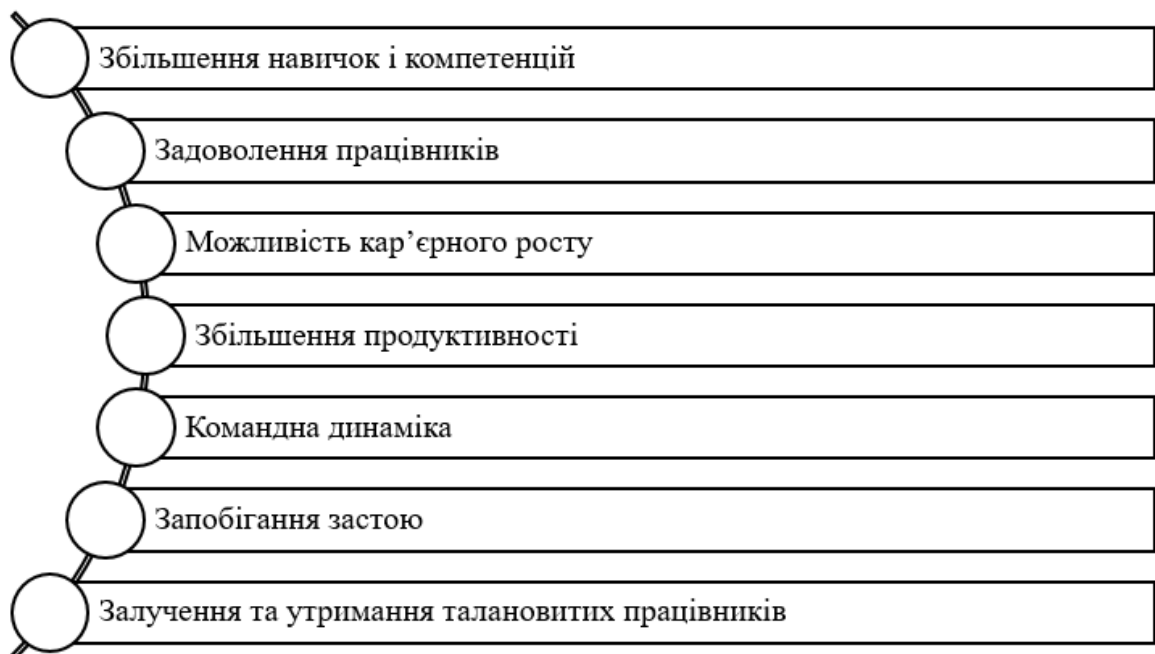 Збільшення навичок і компетенцій
Задоволення працівників
Можливість кар’єрного росту
Збільшення продуктивності
Командна динаміка
Запобігання застою
Залучення та утримання талановитих працівників